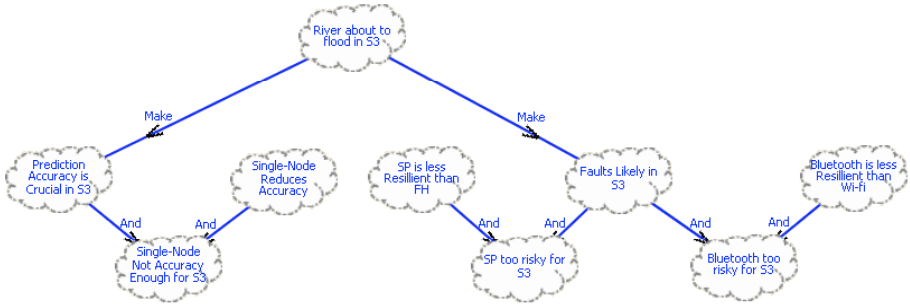 River about to
flood in S3
Make
Make
Prediction
Accuracy is
Crucial in S3
Single-Node
Reduces
Accuracy
SP is less
Resillient than
FH
Faults Likely in
S3
Bluetooth is less
Resillient than
Wi-fi
And
And
And
And
And
And
Single-Node
Not Accuracy
Enough for S3
SP too risky for
S3
Bluetooth too
risky for S3